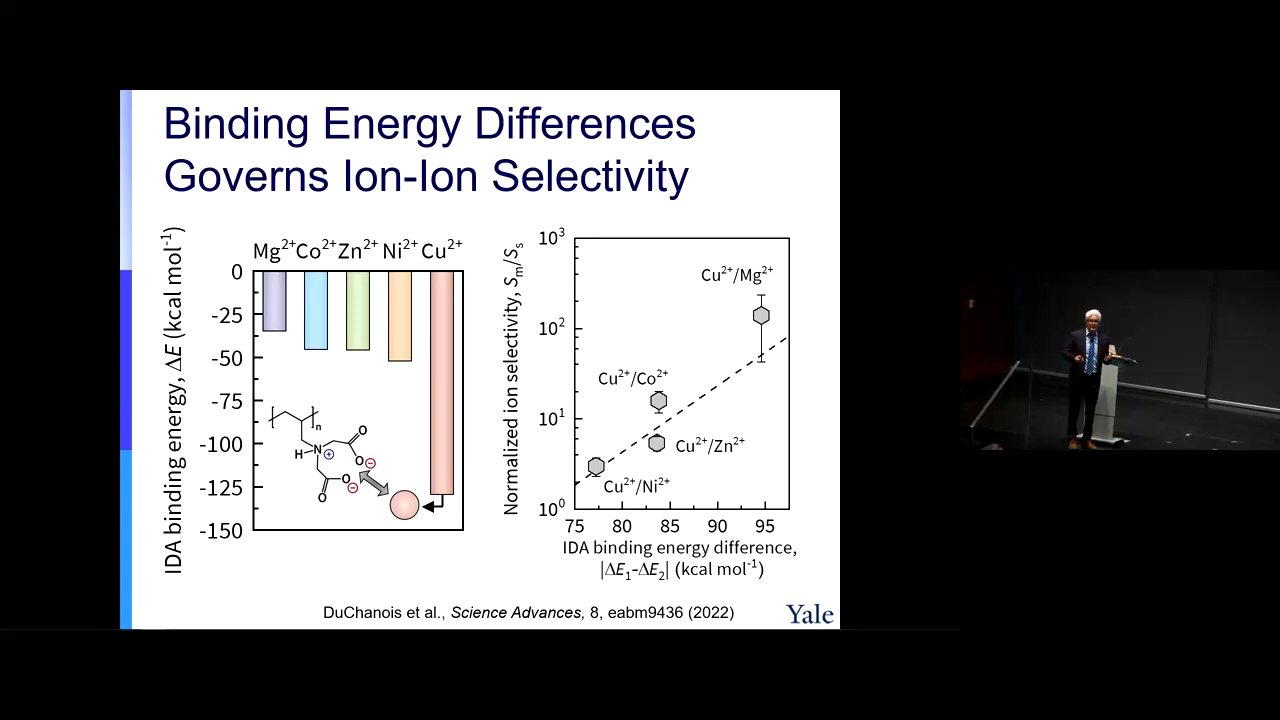 Binding Energy Differences
Governs Ion-Ion Selectivity
IDA binding energy, ΔE (kcal mol⁻¹)
Mg²⁺ Co²⁺ Zn²⁺ Ni²⁺ Cu²⁺
0
-25
-50
-75
-100
-125
-150
n
H N ⊕
O
O ⊖
O
O ⊖
Normalized ion selectivity, Sₘ/Sₛ
10³
10²
10¹
10⁰
Cu²⁺/Mg²⁺
Cu²⁺/Co²⁺
Cu²⁺/Zn²⁺
Cu²⁺/Ni²⁺
75 80 85 90 95
IDA binding energy difference,
|ΔE₁-ΔE₂| (kcal mol⁻¹)
DuChanois et al., Science Advances, 8, eabm9436 (2022)
Yale